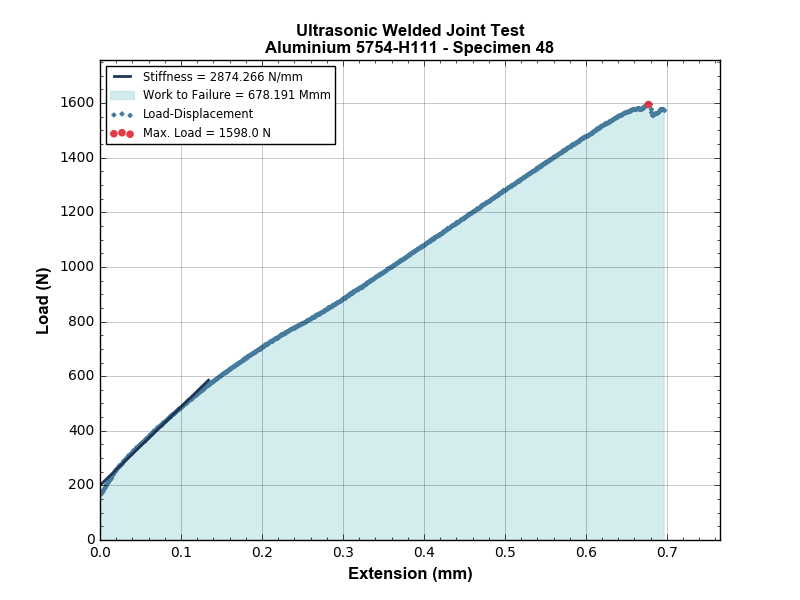 Ultrasonic Welded Joint Test
Aluminium 5754-H111 - Specimen 48
Stiffness = 2874.266 N/mm
Work to Failure = 678.191 Mmm
Load-Displacement
Max. Load = 1598.0 N
Load (N)
1600
1400
1200
1000
800
600
400
200
0
0.0 0.1 0.2 0.3 0.4 0.5 0.6 0.7
Extension (mm)